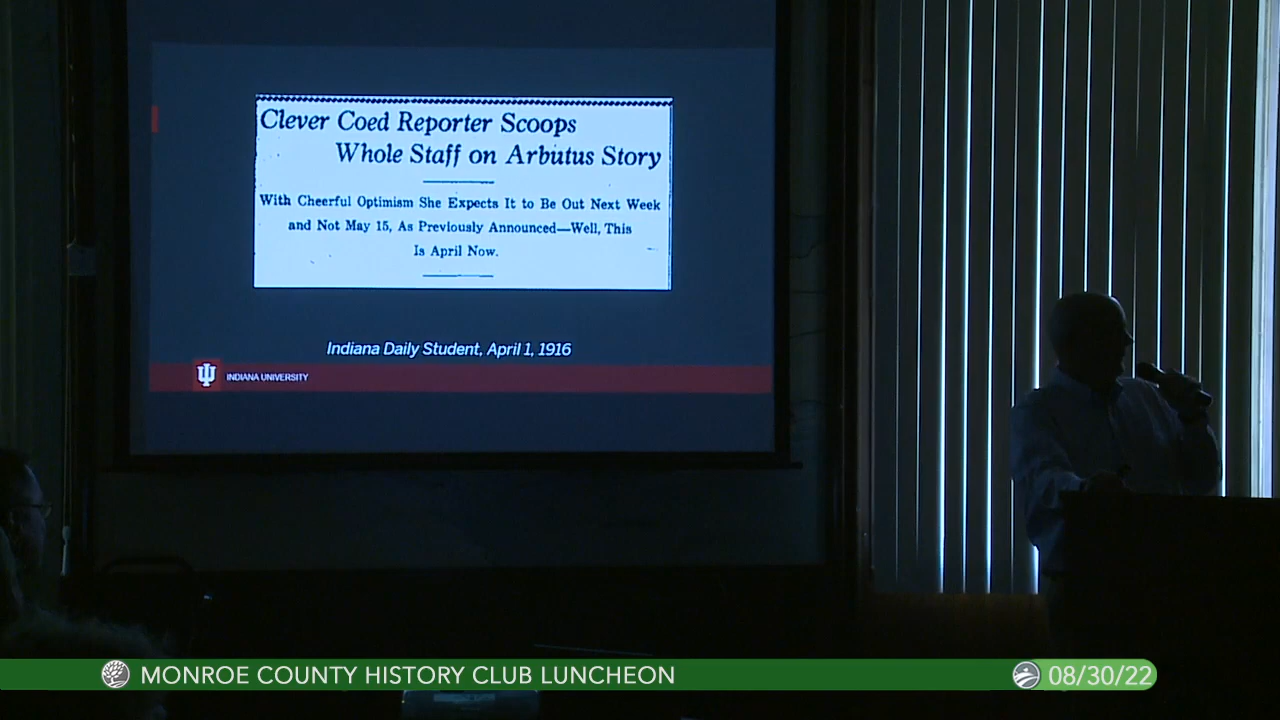 Clever Coed Reporter Scoops
Whole Staff on Arbutus Story
With Cheerful Optimism She Expects It to Be Out Next Week
and Not May 15, As Previously Announced—Well, This
Is April Now.
Indiana Daily Student, April 1, 1916
INDIANA UNIVERSITY
MONROE COUNTY HISTORY CLUB LUNCHEON
08/30/22